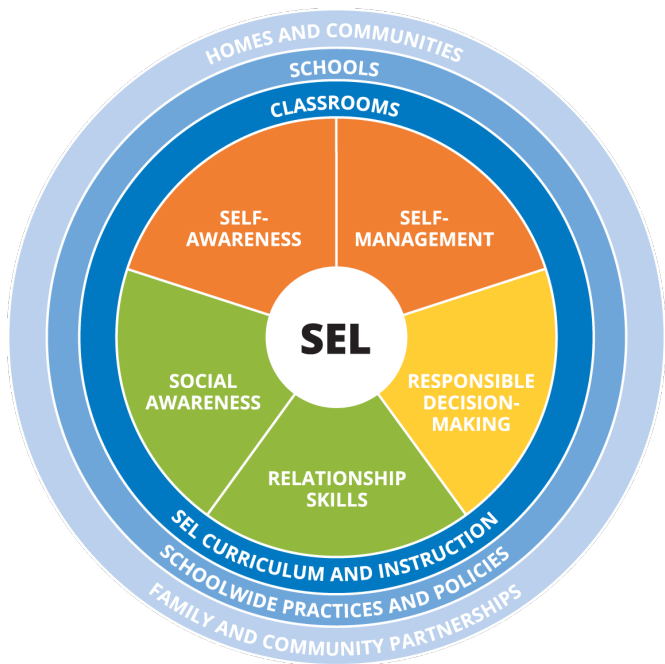 HOMES AND COMMUNITIES
SCHOOLS
CLASSROOMS
SELF-
AWARENESS
SELF-
MANAGEMENT
SEL
SOCIAL
AWARENESS
RESPONSIBLE
DECISION-
MAKING
RELATIONSHIP
SKILLS
SEL CURRICULUM AND INSTRUCTION
SCHOOLWIDE PRACTICES AND POLICIES
FAMILY AND COMMUNITY PARTNERSHIPS